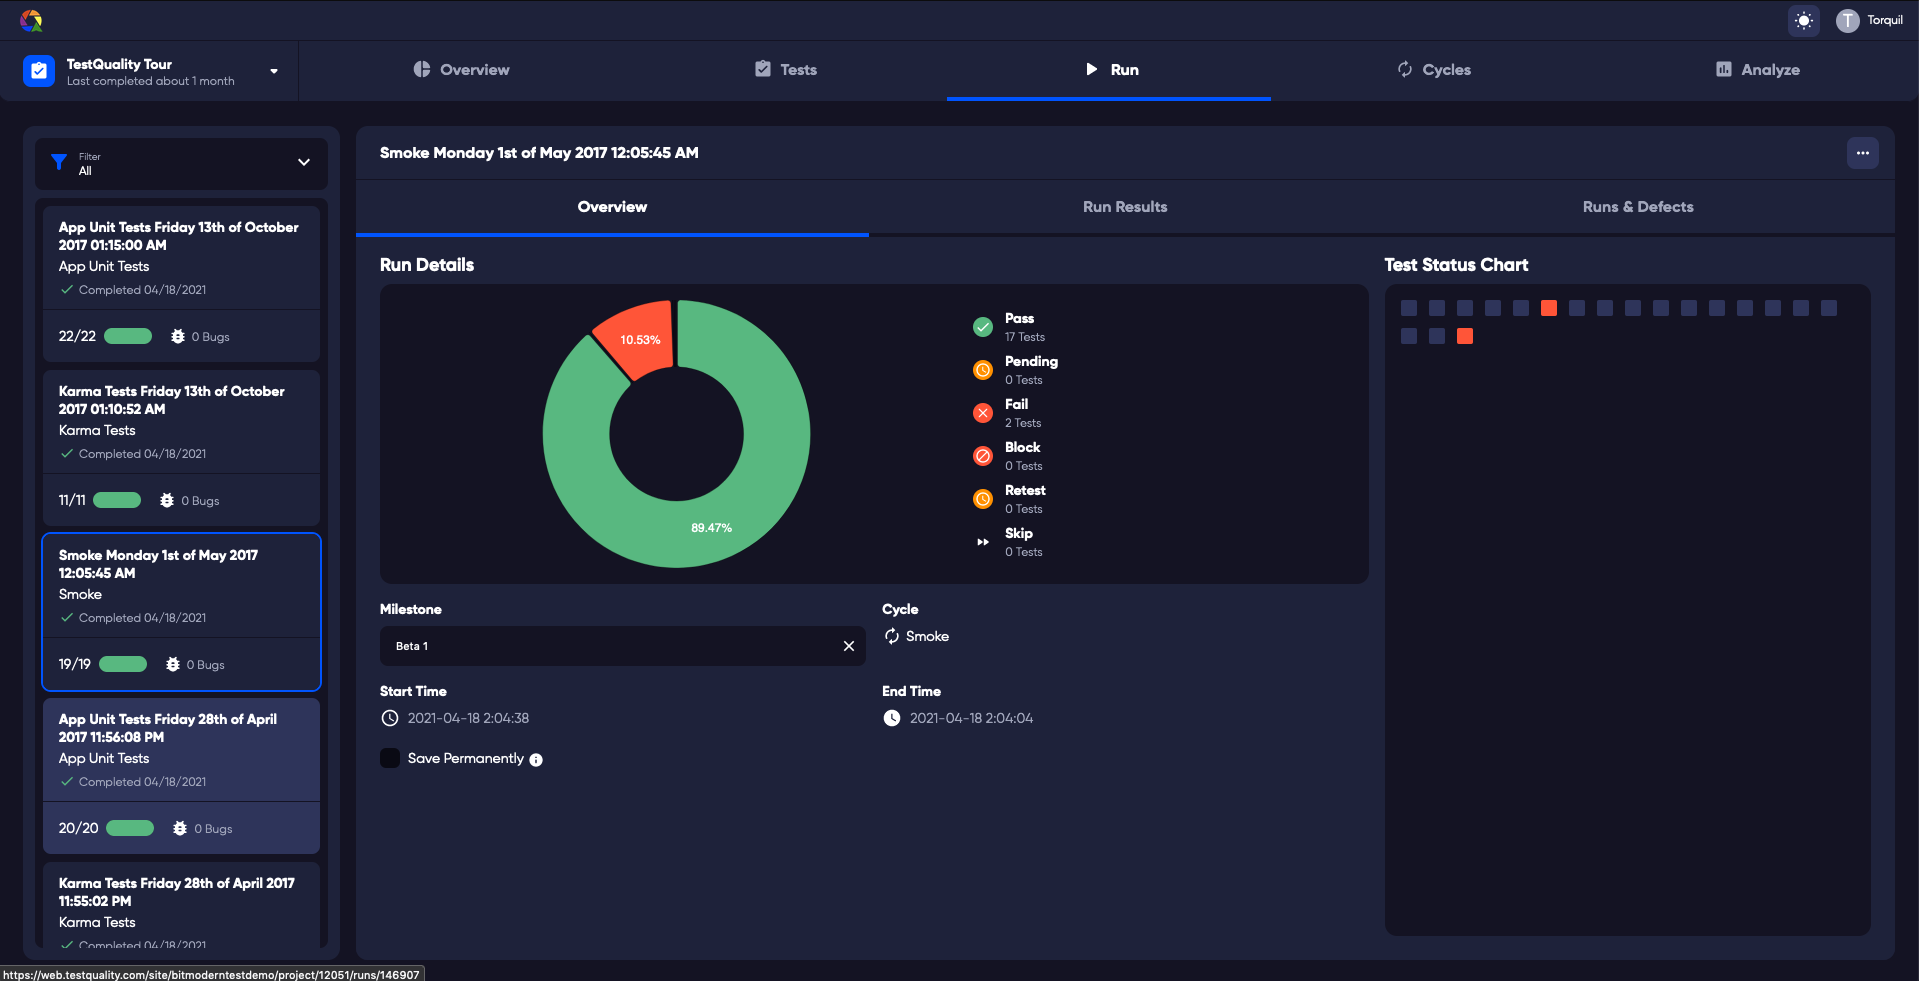 T
Torquil
TestQuality Tour
Last completed about 1 month
Overview
Tests
Run
Cycles
Analyze
Filter
All
App Unit Tests Friday 13th of October
2017 01:15:00 AM
App Unit Tests
Completed 04/18/2021
22/22
0 Bugs
Karma Tests Friday 13th of October
2017 01:10:52 AM
Karma Tests
Completed 04/18/2021
11/11
0 Bugs
Smoke Monday 1st of May 2017
12:05:45 AM
Smoke
Completed 04/18/2021
19/19
0 Bugs
App Unit Tests Friday 28th of April
2017 11:56:08 PM
App Unit Tests
Completed 04/18/2021
20/20
0 Bugs
Karma Tests Friday 28th of April 2017
11:55:02 PM
Karma Tests
Completed 04/18/2021
Smoke Monday 1st of May 2017 12:05:45 AM
Overview
Run Results
Runs & Defects
Run Details
10.53%
89.47%
Pass
17 Tests
Pending
0 Tests
Fail
2 Tests
Block
0 Tests
Retest
0 Tests
Skip
0 Tests
Milestone
Beta 1
Cycle
Smoke
Start Time
2021-04-18 2:04:38
End Time
2021-04-18 2:04:04
Save Permanently
Test Status Chart
https://web.testquality.com/site/bitmoderntestdemo/project/12051/runs/146907